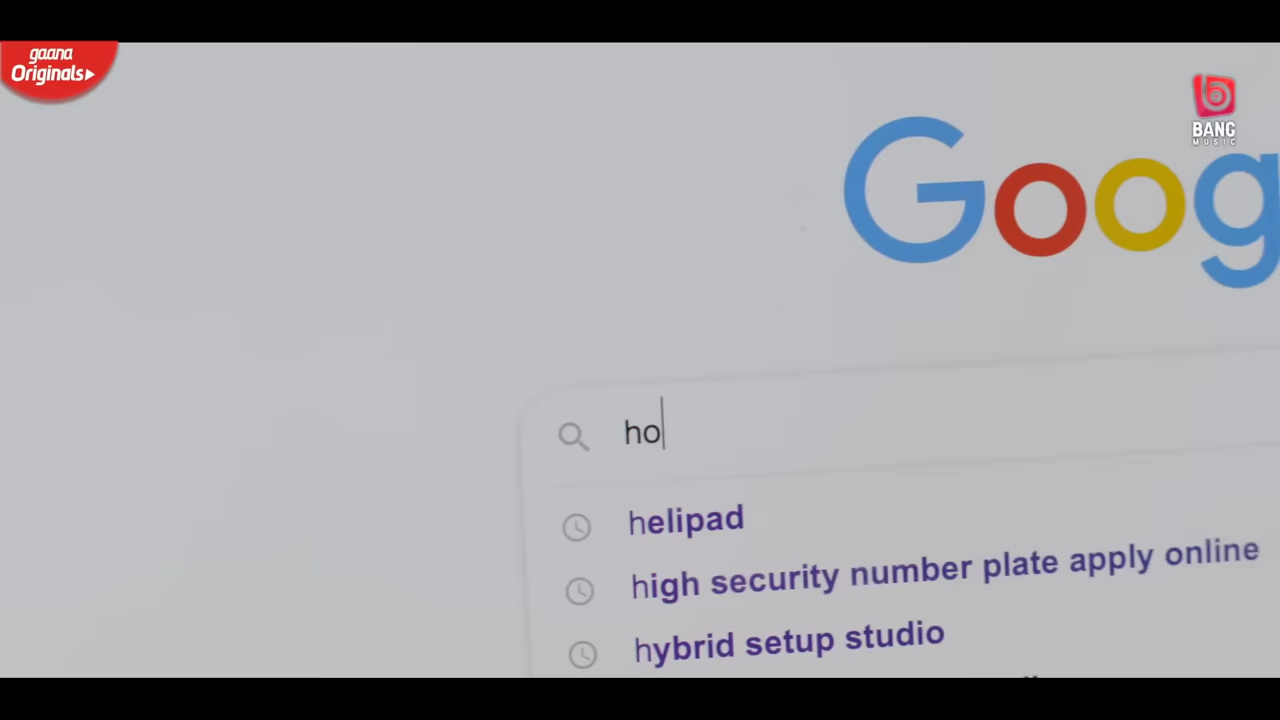 gaana
Originals
BANG
MUSIC
Goog
ho
helipad
high security number plate apply online
hybrid setup studio